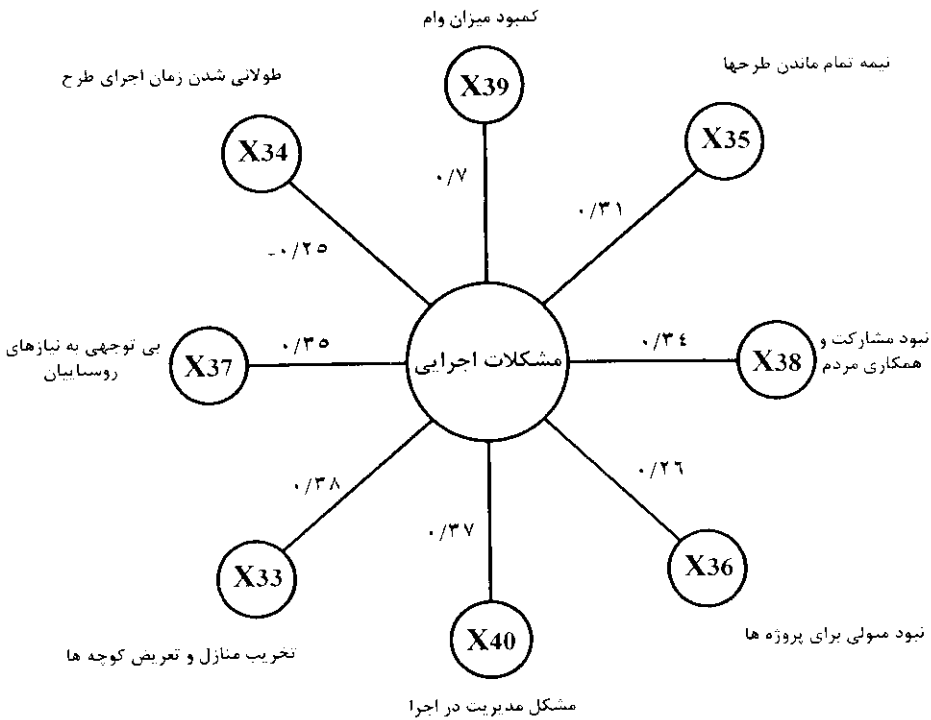 کمبود میزان وام
X39
۰/۷
نیمه تمام ماندن طرحها
X35
۰/۳۱
طولانی شدن زمان اجرای طرح
X34
-۰/۲۵
نبود مشارکت و
همکاری مردم
X38
۰/۳٤
مشکلات اجرایی
۰/۳۵
X37
بی توجهی به نیازهای
روستاییان
۰/۲٦
X36
نبود متولی برای پروژه ها
۰/۳۷
X40
مشکل مدیریت در اجرا
۰/۳۸
X33
تخریب منازل و تعریض کوچه ها